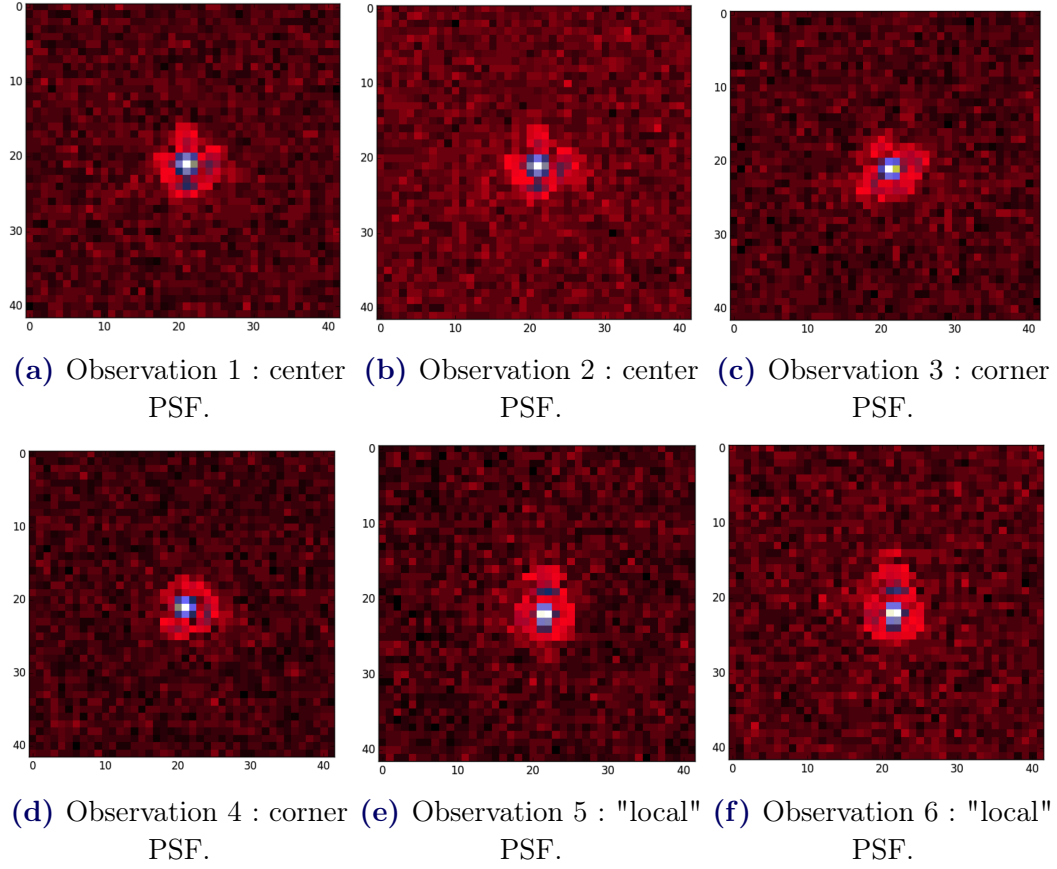 0
10
20
30
40
0 10 20 30 40
0
10
20
30
40
0 10 20 30 40
0
10
20
30
40
0 10 20 30 40
(a) Observation 1 : center
PSF.
(b) Observation 2 : center
PSF.
(c) Observation 3 : corner
PSF.
0
10
20
30
40
0 10 20 30 40
0
10
20
30
40
0 10 20 30 40
0
10
20
30
40
0 10 20 30 40
(d) Observation 4 : corner
PSF.
(e) Observation 5 : "local"
PSF.
(f) Observation 6 : "local"
PSF.